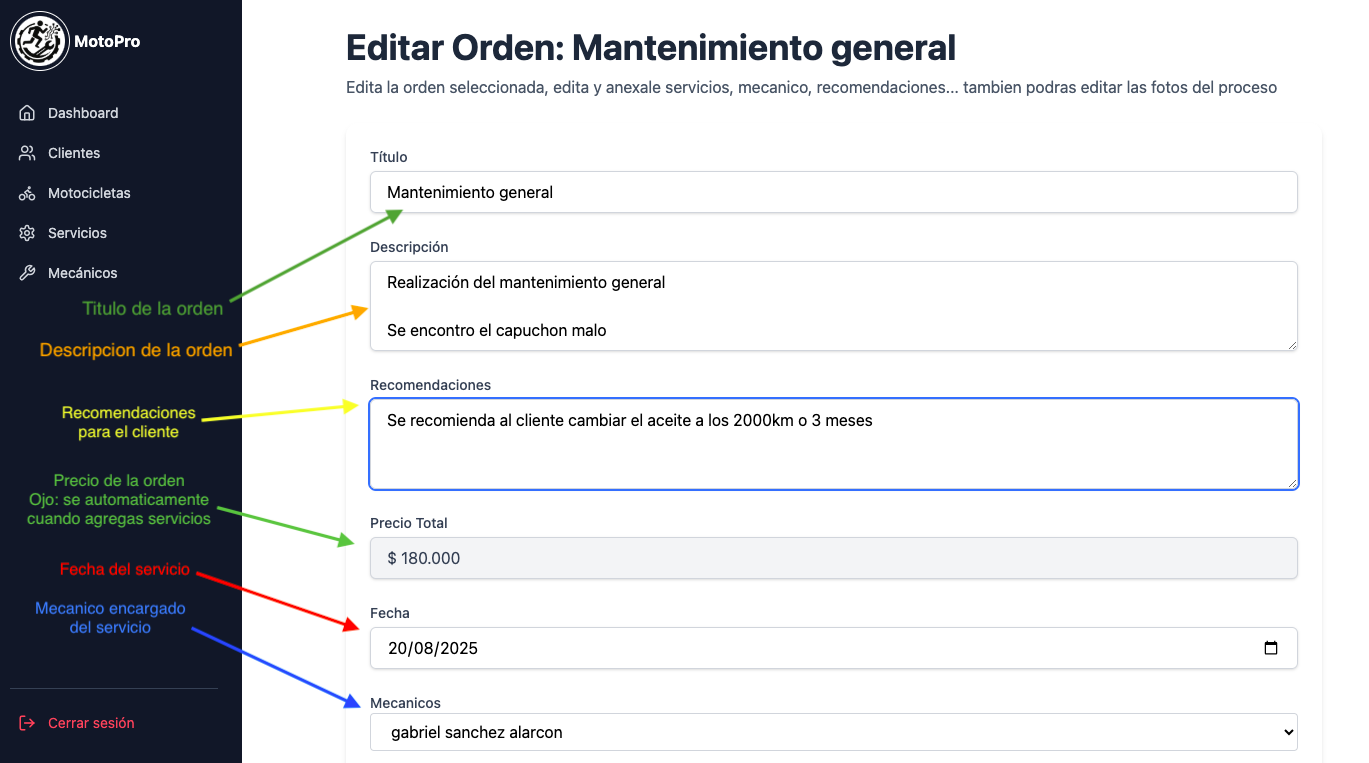 MotoPro
Dashboard
Clientes
Motocicletas
Servicios
Mecánicos
Titulo de la orden
Descripcion de la orden
Recomendaciones
para el cliente
Precio de la orden
Ojo: se automaticamente
cuando agregas servicios
Fecha del servicio
Mecanico encargado
del servicio
Cerrar sesión
Editar Orden: Mantenimiento general
Edita la orden seleccionada, edita y anexale servicios, mecanico, recomendaciones... tambien podras editar las fotos del proceso
Título
Mantenimiento general
Descripción
Realización del mantenimiento general
Se encontro el capuchon malo
Recomendaciones
Se recomienda al cliente cambiar el aceite a los 2000km o 3 meses
Precio Total
$ 180.000
Fecha
20/08/2025
Mecanicos
gabriel sanchez alarcon